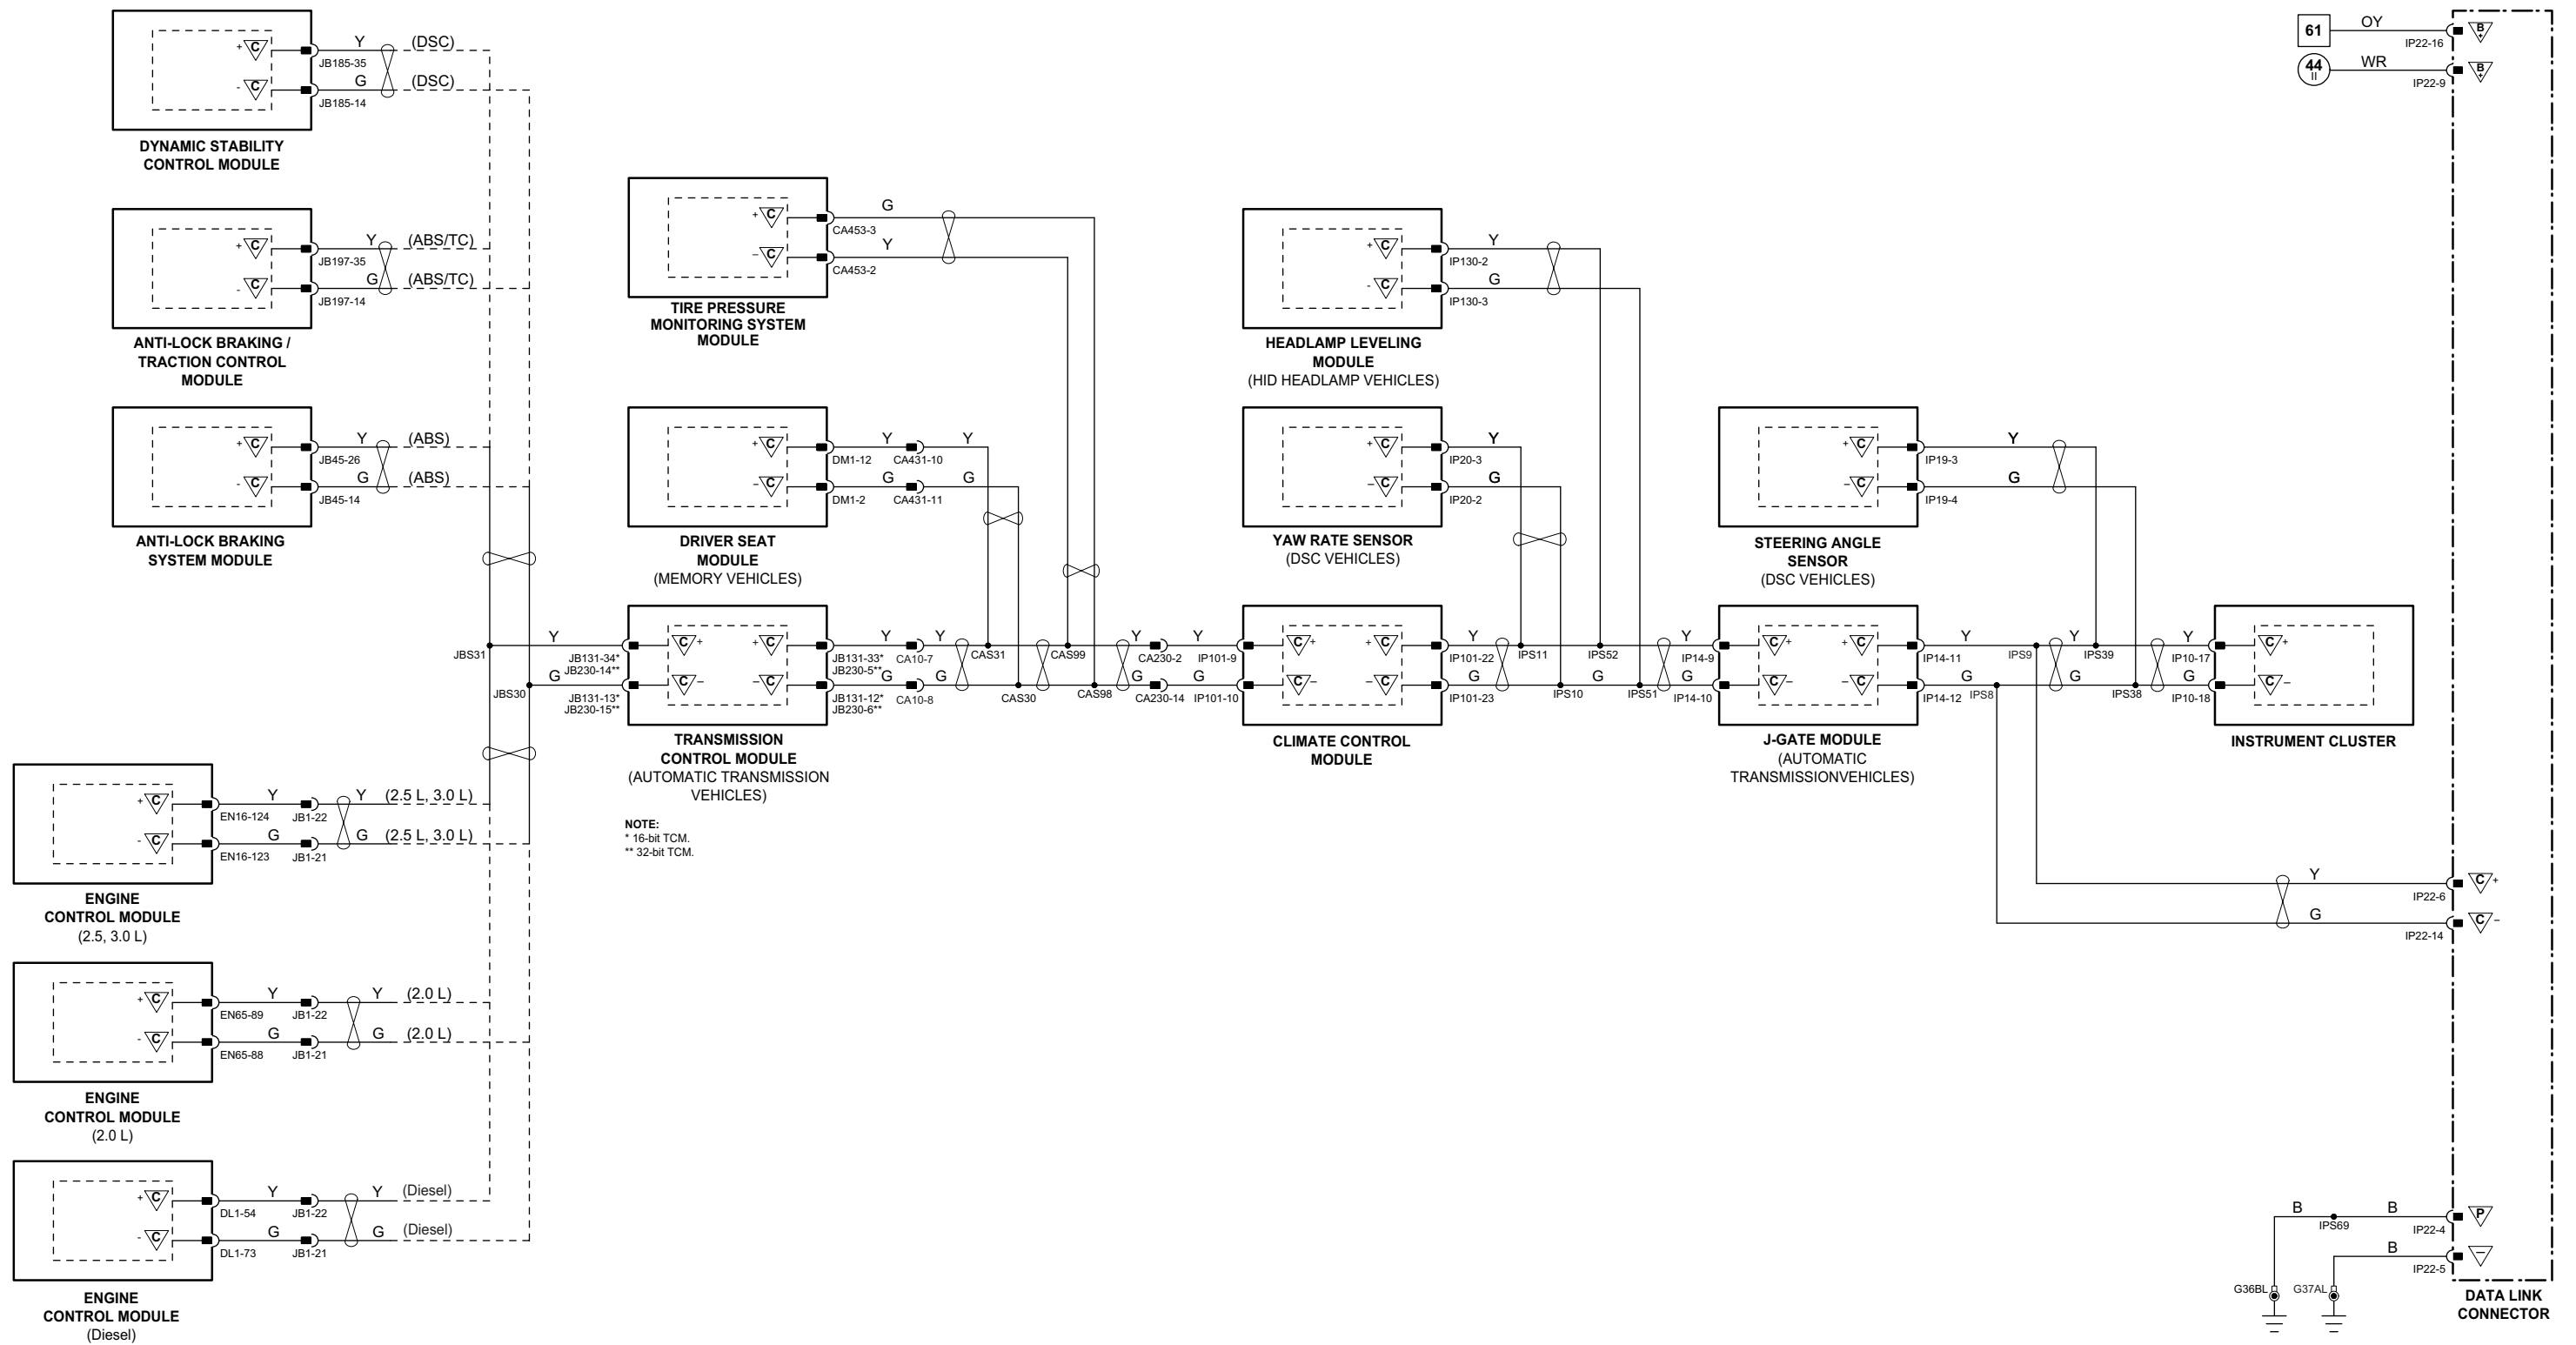 + C
- C
Y
G
(DSC)
(DSC)
JB185-35
JB185-14
DYNAMIC STABILITY
CONTROL MODULE
+ C
- C
Y
G
(ABS/TC)
(ABS/TC)
JB197-35
JB197-14
ANTI-LOCK BRAKING /
TRACTION CONTROL
MODULE
+ C
- C
Y
G
(ABS)
(ABS)
JB45-26
JB45-14
ANTI-LOCK BRAKING
SYSTEM MODULE
JBS31
JBS30
+ C
- C
Y
G
Y
G
(2.5 L, 3.0 L)
(2.5 L, 3.0 L)
EN16-124
JB1-22
EN16-123
JB1-21
ENGINE
CONTROL MODULE
(2.5, 3.0 L)
+ C
- C
Y
G
Y
G
(2.0 L)
(2.0 L)
EN65-89
JB1-22
EN65-88
JB1-21
ENGINE
CONTROL MODULE
(2.0 L)
+ C
- C
Y
G
Y
G
(Diesel)
(Diesel)
DL1-54
JB1-22
DL1-73
JB1-21
ENGINE
CONTROL MODULE
(Diesel)
+ C
– C
G
Y
CA453-3
CA453-2
TIRE PRESSURE
MONITORING SYSTEM
MODULE
+ C
– C
Y
Y
G
G
DM1-12
CA431-10
DM1-2
CA431-11
DRIVER SEAT
MODULE
(MEMORY VEHICLES)
Y
G
JB131-34*
JB230-14**
JB131-13*
JB230-15**
C +
C –
+ C
– C
JB131-33*
JB230-5**
JB131-12*
JB230-6**
Y
Y
G
G
CA10-7
CA10-8
TRANSMISSION
CONTROL MODULE
(AUTOMATIC TRANSMISSION
VEHICLES)
NOTE:
* 16-bit TCM.
** 32-bit TCM.
CAS31
CAS30
CAS99
CAS98
Y
Y
G
G
CA230-2
IP101-9
CA230-14
IP101-10
+ C
- C
Y
G
IP130-2
IP130-3
HEADLAMP LEVELING
MODULE
(HID HEADLAMP VEHICLES)
+ C
– C
Y
G
IP20-3
IP20-2
YAW RATE SENSOR
(DSC VEHICLES)
C +
C –
+ C
– C
Y
G
IP101-22
IP101-23
CLIMATE CONTROL
MODULE
IPS11
IPS10
IPS52
IPS51
G
Y
G
IP14-9
IP14-10
+ C
– C
Y
G
IP19-3
IP19-4
STEERING ANGLE
SENSOR
(DSC VEHICLES)
C +
C –
+ C
– C
Y
G
IP14-11
IP14-12
J-GATE MODULE
(AUTOMATIC
TRANSMISSIONVEHICLES)
IPS9
IPS8
Y
G
IPS39
IPS38
Y
G
IP10-17
IP10-18
C +
C –
INSTRUMENT CLUSTER
61
OY
IP22-16
B +
44
II
WR
IP22-9
B +
Y
IP22-6
C +
G
IP22-14
C –
B
B
IPS69
IP22-4
P
B
IP22-5
–
G36BL
G37AL
DATA LINK
CONNECTOR